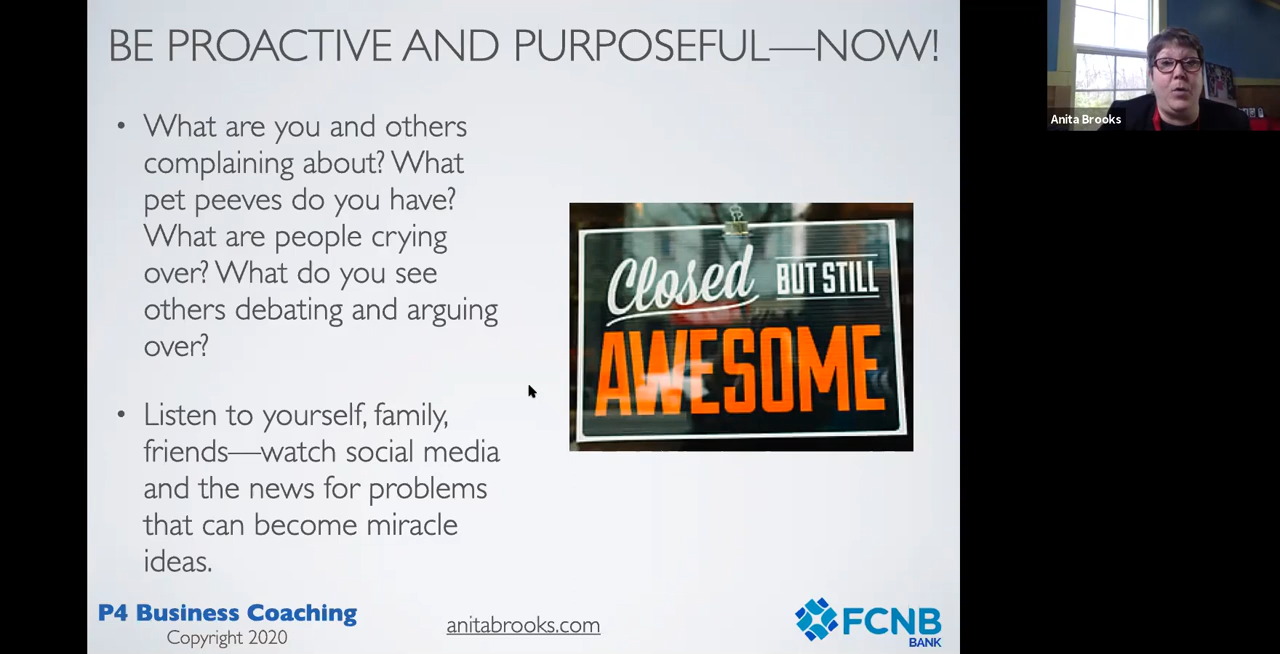 BE PROACTIVE AND PURPOSEFUL—NOW!
Anita Brooks
• What are you and others
complaining about? What
pet peeves do you have?
What are people crying
over? What do you see
others debating and arguing
over?
• Listen to yourself, family,
friends—watch social media
and the news for problems
that can become miracle
ideas.
Closed BUT STILL
AWESOME
P4 Business Coaching
Copyright 2020
anitabrooks.com
FCNB
BANK